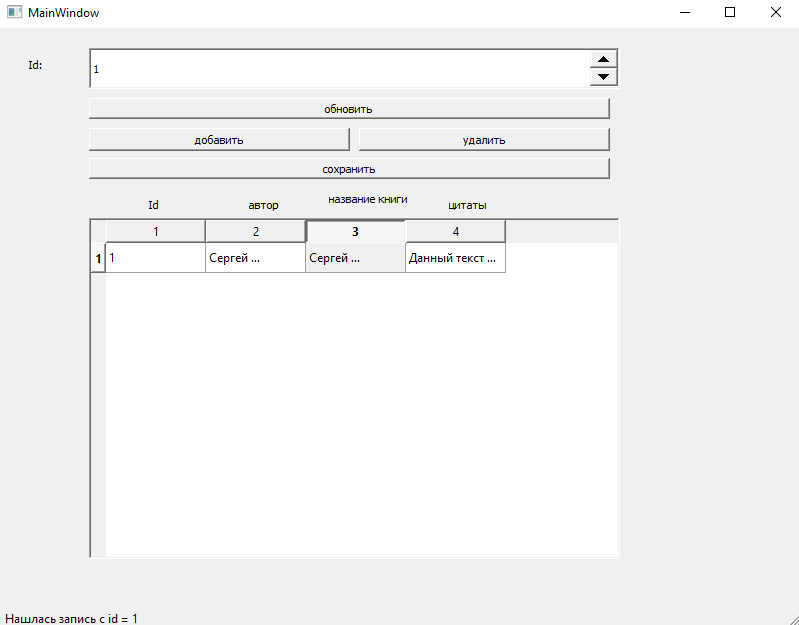 MainWindow
Id:
1
обновить
добавить удалить
сохранить
Id автор название книги цитаты
1 2 3 4
1 1 Сергей ... Сергей ... Данный текст ...
Нашлась запись с id = 1